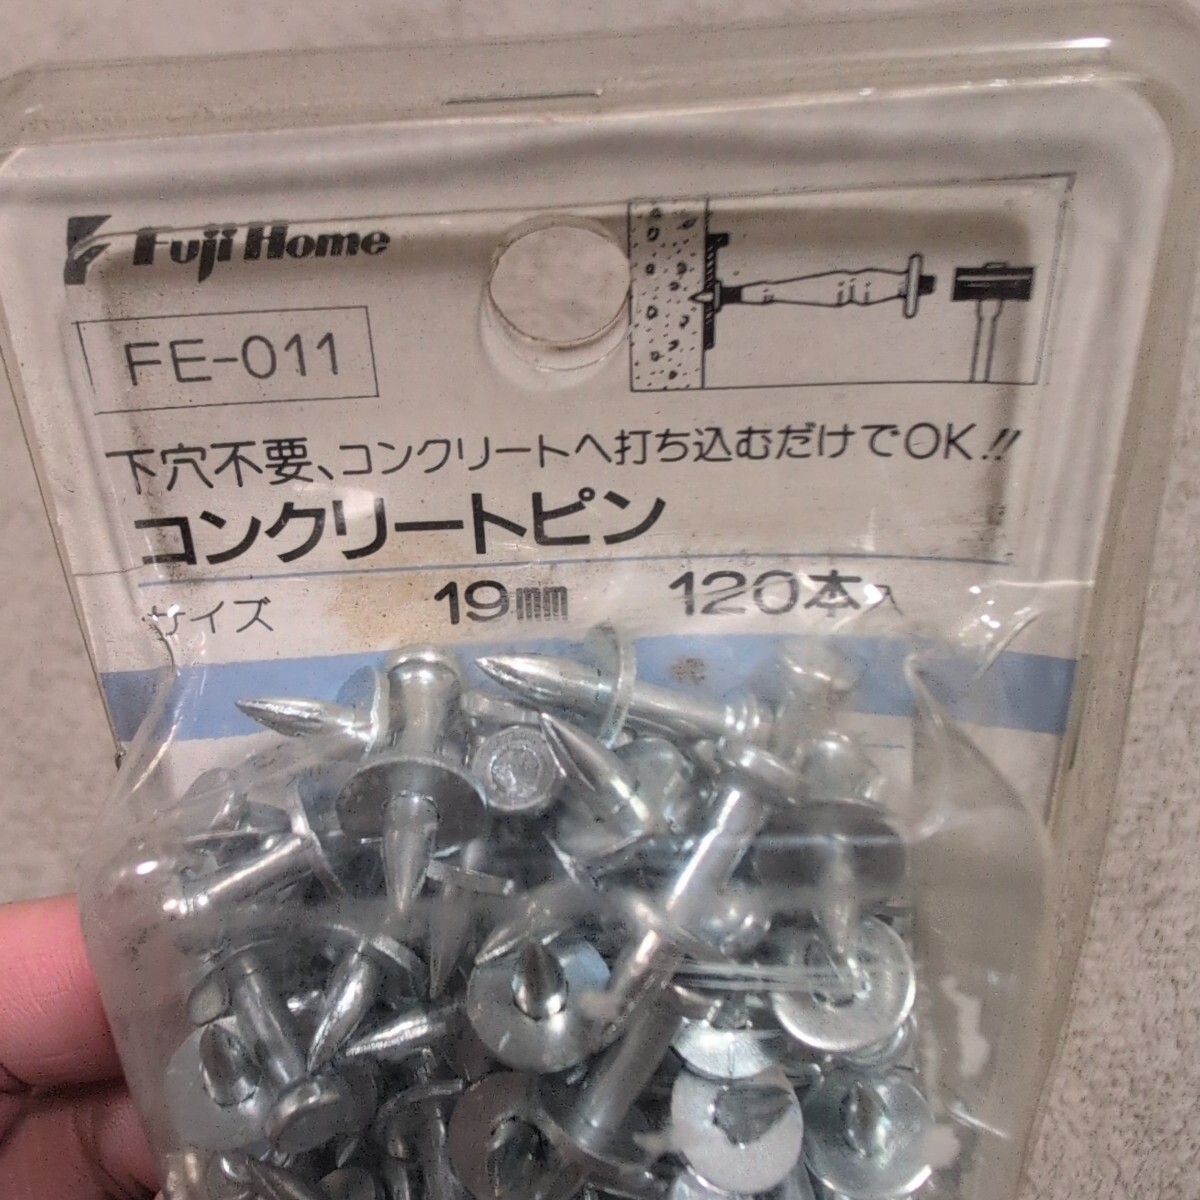 Fuji Home
FE-011
下穴不要、コンクリートへ打ち込むだけでOK!!
コンクリートピン
サイズ 19mm 120本入